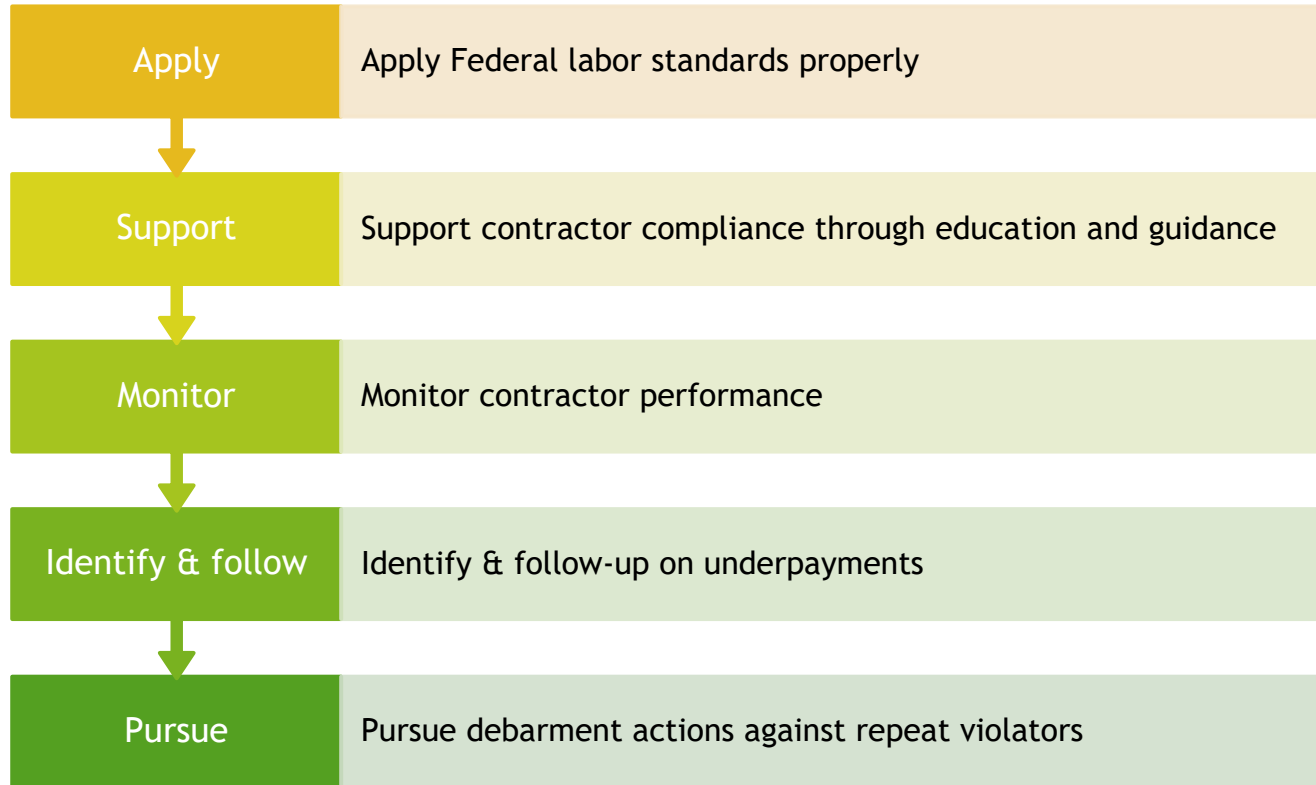 Apply
Apply Federal labor standards properly
Support
Support contractor compliance through education and guidance
Monitor
Monitor contractor performance
Identify & follow
Identify & follow-up on underpayments
Pursue
Pursue debarment actions against repeat violators